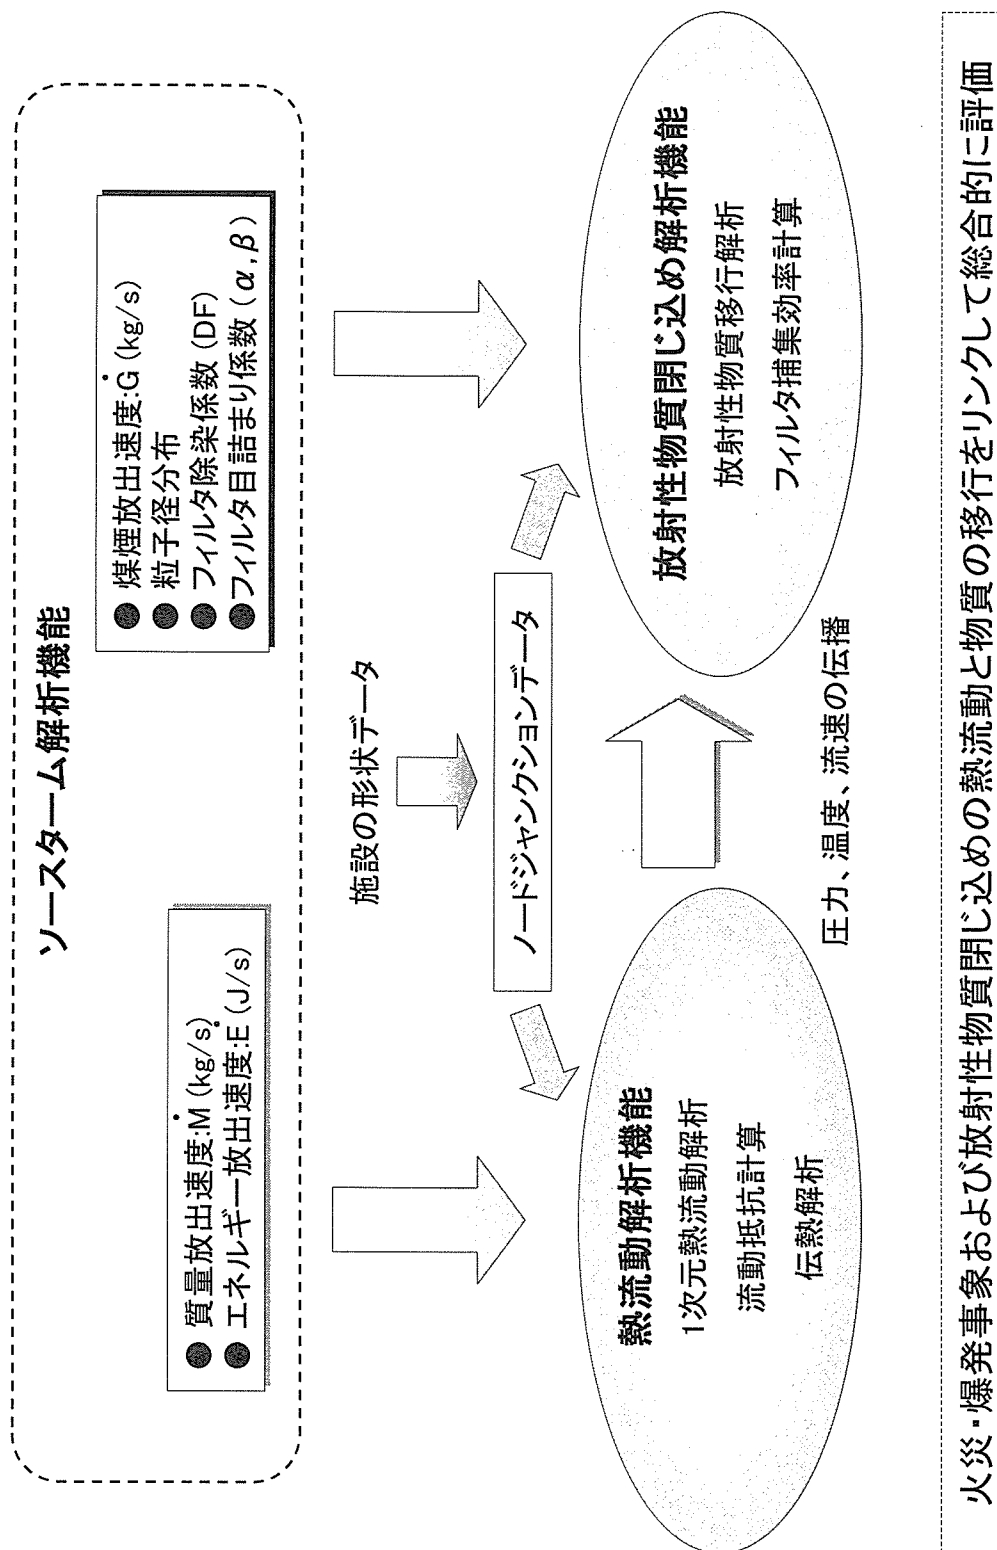 ソースターム解析機能
● 質量放出速度:Ṁ (kg/s)
● エネルギー放出速度:Ė (J/s)
● 煤煙放出速度:Ġ (kg/s)
● 粒子径分布
● フィルタ除染係数 (DF)
● フィルタ目詰まり係数 (α,β)
施設の形状データ
ノードジャンクションデータ
熱流動解析機能
1次元熱流動解析
流動抵抗計算
伝熱解析
圧力、温度、流速の伝播
放射性物質閉じ込め解析機能
放射性物質移行解析
フィルタ捕集効率計算
火災・爆発事象および放射性物質閉じ込めの熱流動と物質の移行をリンクして総合的に評価